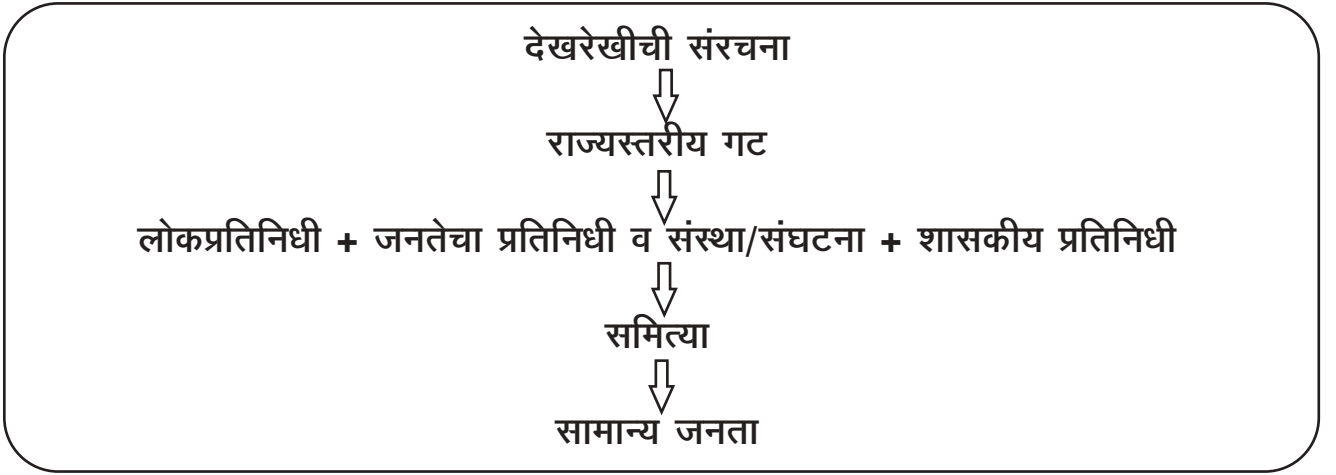 देखरेखीची संरचना
राज्यस्तरीय गट
लोकप्रतिनिधी + जनतेचा प्रतिनिधी व संस्था/संघटना + शासकीय प्रतिनिधी
समित्या
सामान्य जनता